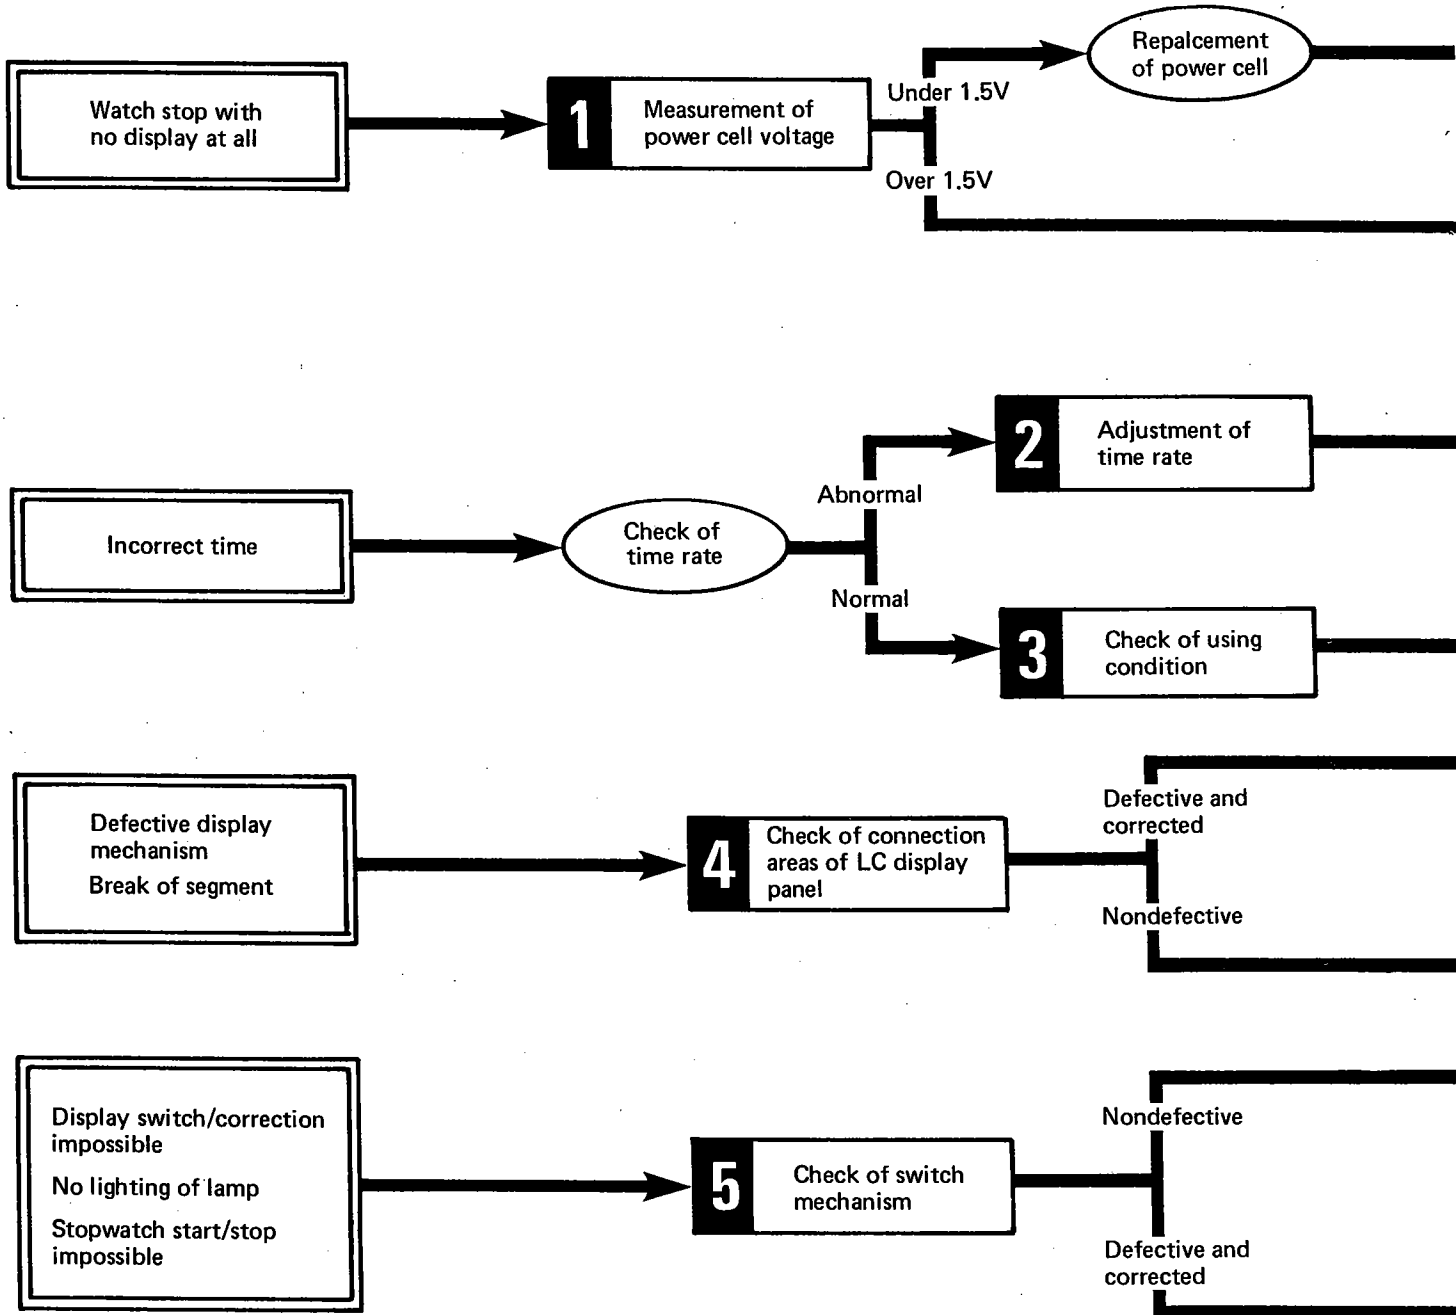 Watch stop with
no display at all
1
Measurement of
power cell voltage
Under 1.5V
Over 1.5V
Repalcement
of power cell
Incorrect time
Check of
time rate
Abnormal
Normal
2
Adjustment of
time rate
3
Check of using
condition
Defective display
mechanism
Break of segment
4
Check of connection
areas of LC display
panel
Defective and
corrected
Nondefective
Display switch/correction
impossible
No lighting of lamp
Stopwatch start/stop
impossible
5
Check of switch
mechanism
Nondefective
Defective and
corrected